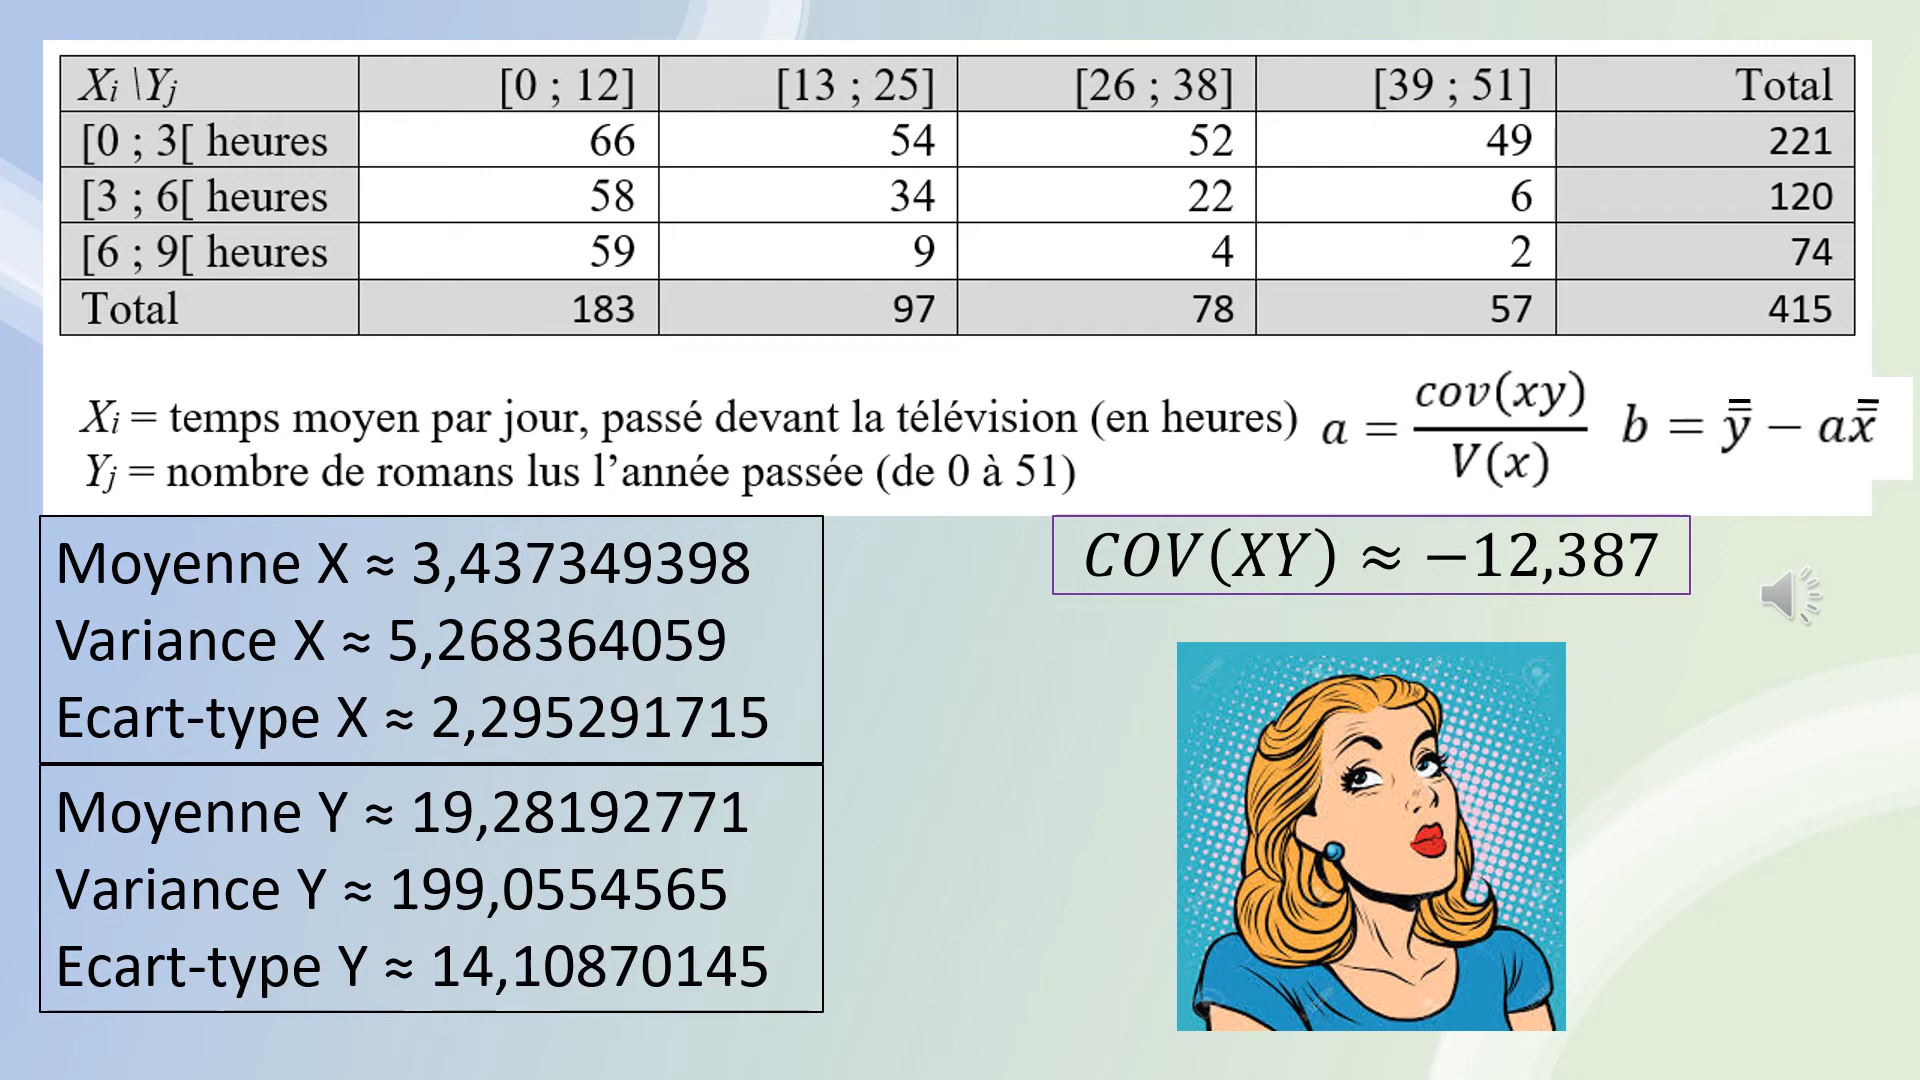 Xi \Yj [0 ; 12] [13 ; 25] [26 ; 38] [39 ; 51] Total
[0 ; 3[ heures 66 54 52 49 221
[3 ; 6[ heures 58 34 22 6 120
[6 ; 9[ heures 59 9 4 2 74
Total 183 97 78 57 415
Xi = temps moyen par jour, passé devant la télévision (en heures)
Yj = nombre de romans lus l’année passée (de 0 à 51)
a = cov(xy) / V(x) b = y̿ − ax̿
Moyenne X ≈ 3,437349398
Variance X ≈ 5,268364059
Ecart-type X ≈ 2,295291715
Moyenne Y ≈ 19,28192771
Variance Y ≈ 199,0554565
Ecart-type Y ≈ 14,10870145
COV(XY) ≈ −12,387